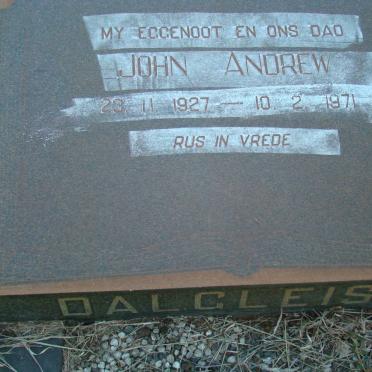 MY EGGENOOT EN ONS DAD
JOHN ANDREW
23.11.1927 — 10.2.1971
RUS IN VREDE
DALGLEIS